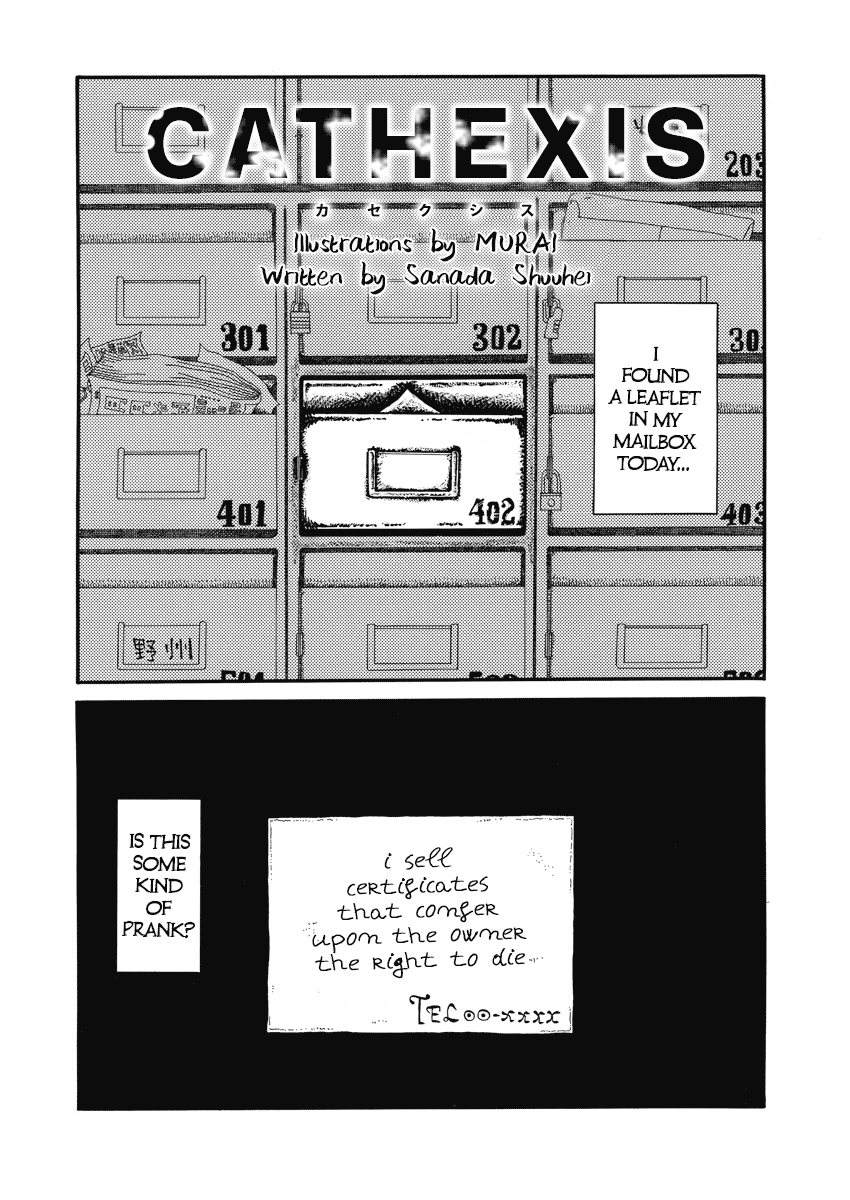 CATHEXIS
カセクシス
Illustrations by MURAI
Written by Sanada Shuuhei
203
301
302
30
I
FOUND
A LEAFLET
IN MY
MAILBOX
TODAY...
401
402
403
野州
IS THIS
SOME
KIND
OF
PRANK?
i sell
certificates
that confer
upon the owner
the right to die...
TEL 00-xxxx